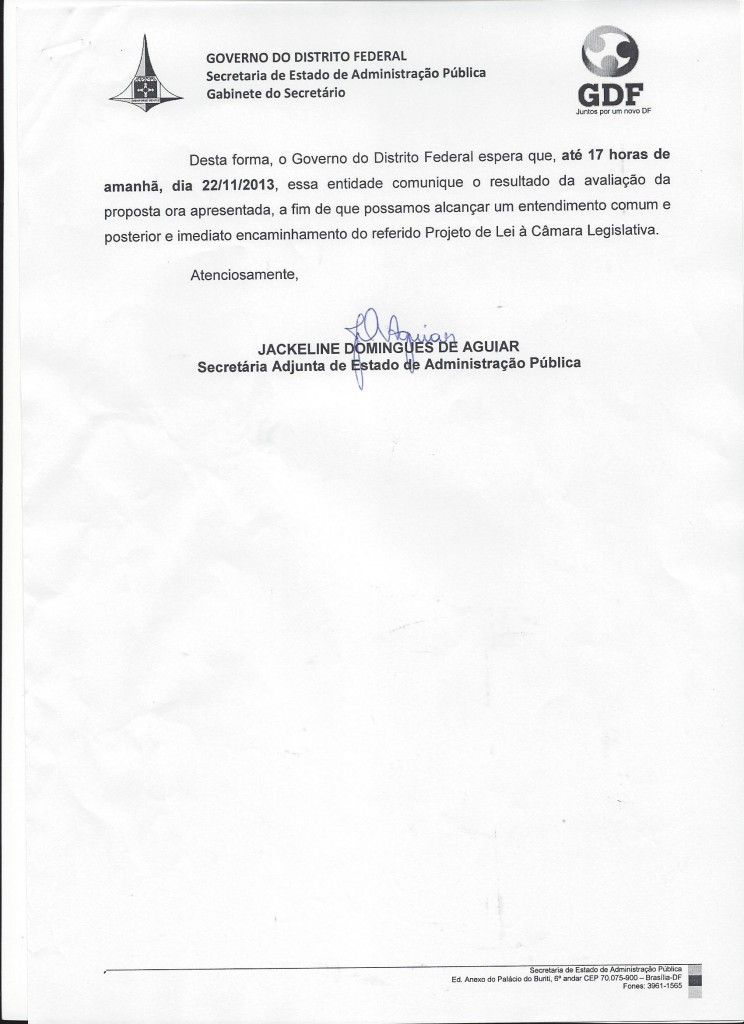 GOVERNO DO DISTRITO FEDERAL
Secretaria de Estado de Administração Pública
Gabinete do Secretário
GDF
Juntos por um novo DF
Desta forma, o Governo do Distrito Federal espera que, até 17 horas de
amanhã, dia 22/11/2013, essa entidade comunique o resultado da avaliação da
proposta ora apresentada, a fim de que possamos alcançar um entendimento comum e
posterior e imediato encaminhamento do referido Projeto de Lei à Câmara Legislativa.
Atenciosamente,
Aguiar
JACKELINE DOMINGUES DE AGUIAR
Secretária Adjunta de Estado de Administração Pública
Secretaria de Estado de Administração Pública
Ed. Anexo do Palácio do Buriti, 6º andar CEP 70.075-900 – Brasília-DF
Fones: 3961-1565